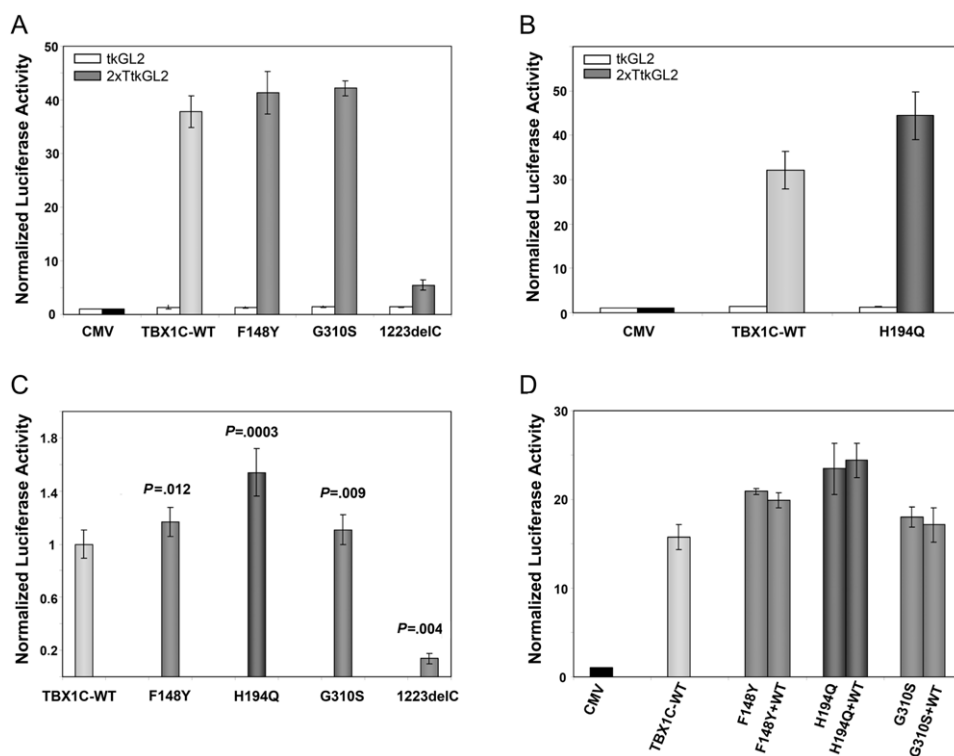 A
Normalized Luciferase Activity
50
40
30
20
10
0
tkGL2
2xTtkGL2
CMV TBX1C-WT F148Y G310S 1223delC
B
Normalized Luciferase Activity
60
50
40
30
20
10
0
tkGL2
2xTtkGL2
CMV TBX1C-WT H194Q
C
Normalized Luciferase Activity
1.8
1.4
1
0.6
0.2
P=.012
P=.0003
P=.009
P=.004
TBX1C-WT F148Y H194Q G310S 1223delC
D
Normalized Luciferase Activity
30
20
10
0
CMV
TBX1C-WT
F148Y
F148Y+WT
H194Q
H194Q+WT
G310S
G310S+WT